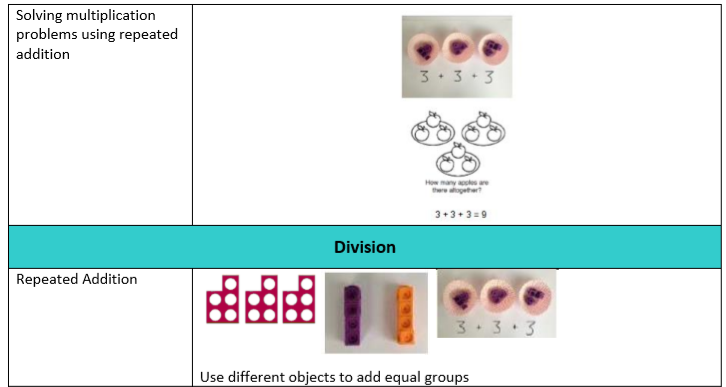 Solving multiplication
problems using repeated
addition
3 + 3 + 3
How many apples are
there altogether?
3 + 3 + 3 = 9
Division
Repeated Addition
3 + 3 + 3
Use different objects to add equal groups